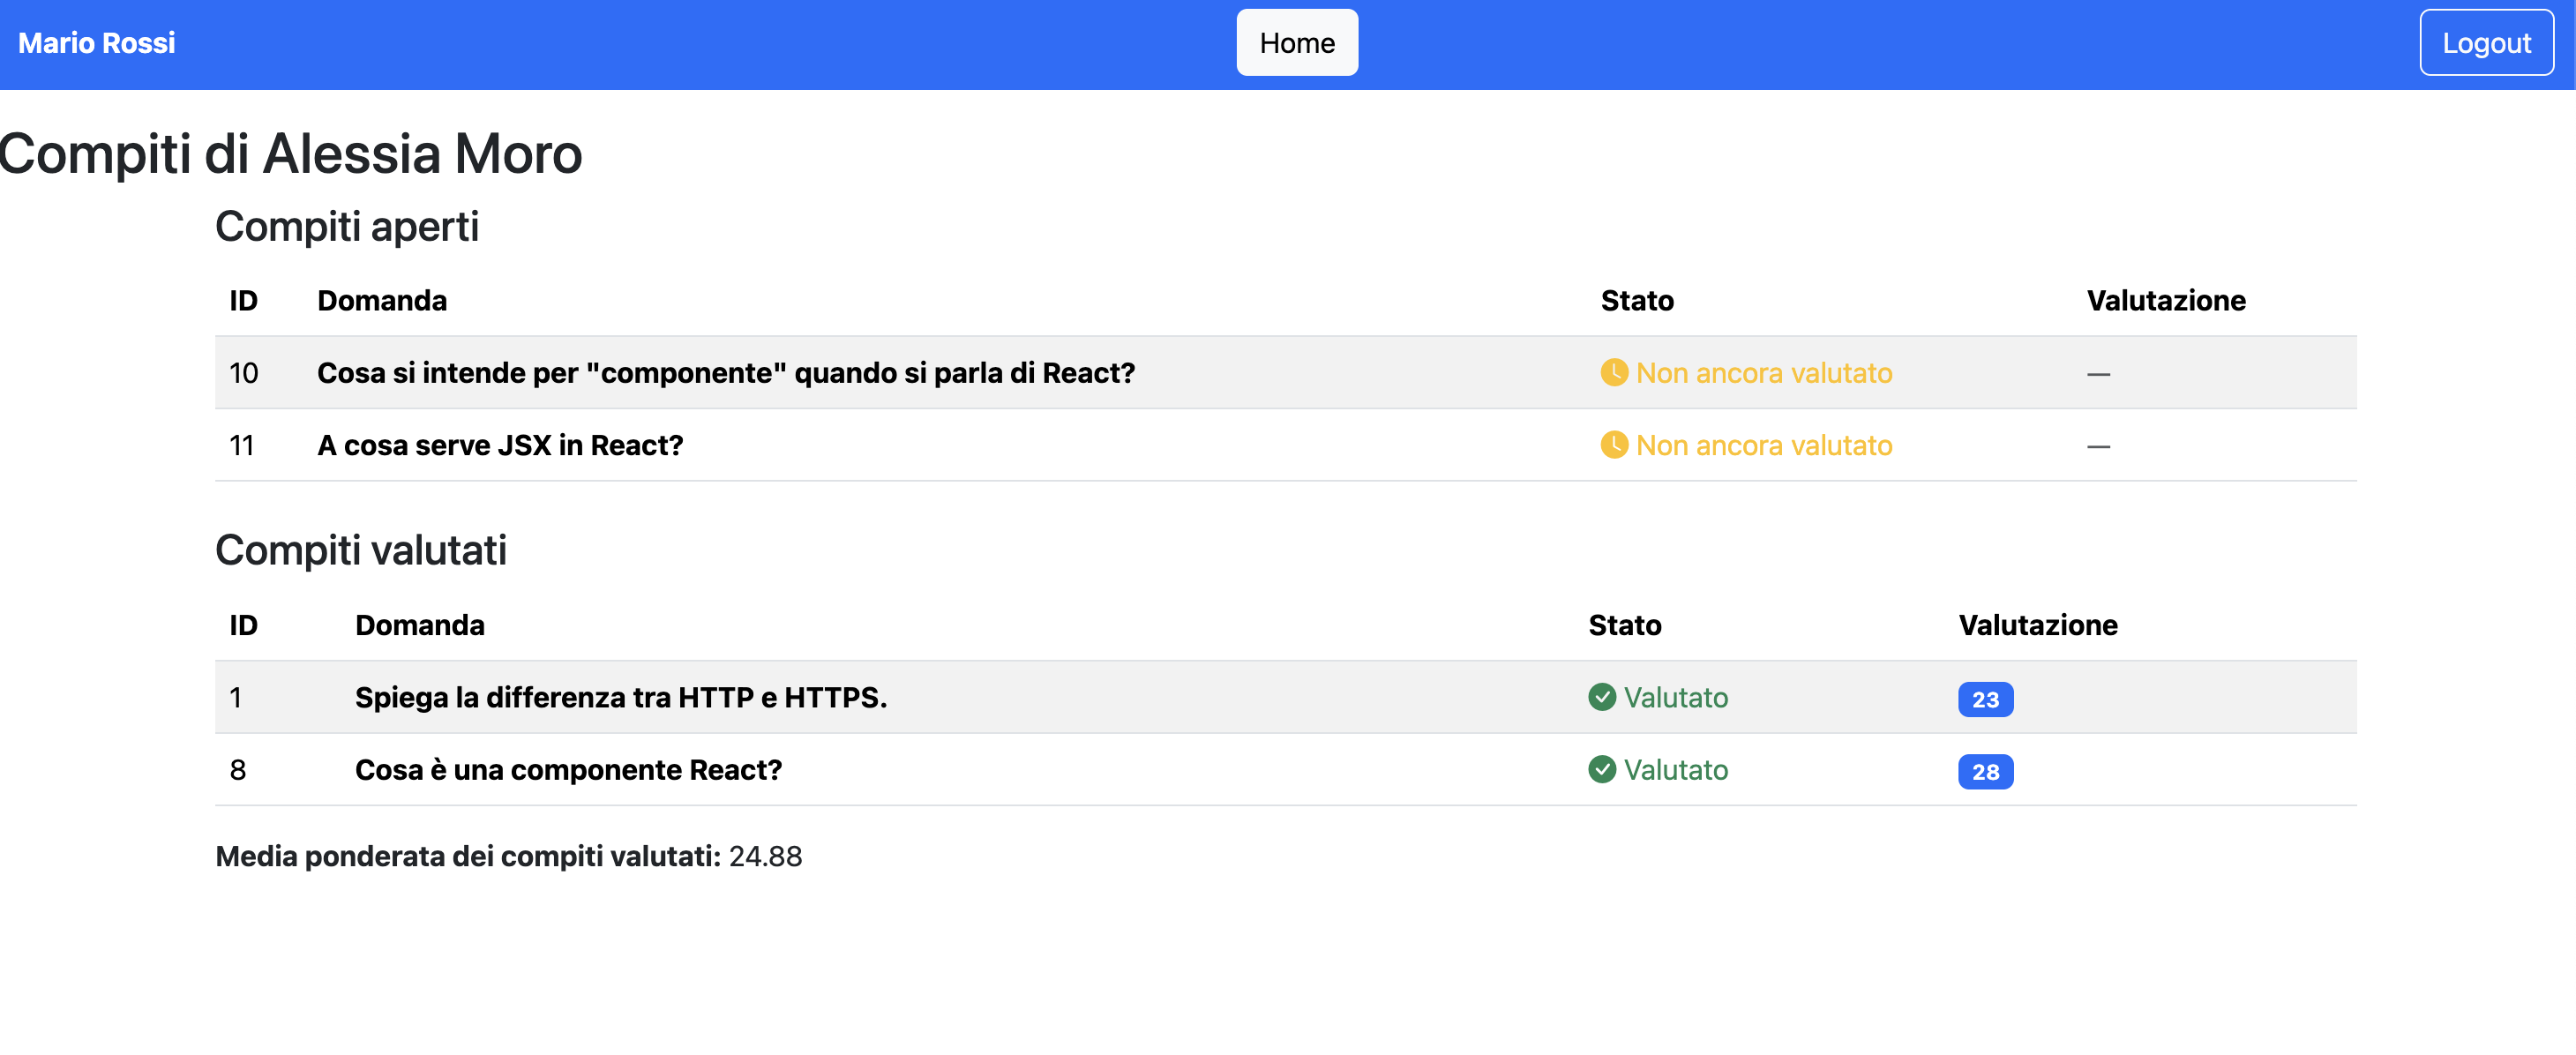 Mario Rossi Home Logout
Compiti di Alessia Moro
Compiti aperti
ID Domanda Stato Valutazione
10 Cosa si intende per "componente" quando si parla di React? Non ancora valutato —
11 A cosa serve JSX in React? Non ancora valutato —
Compiti valutati
ID Domanda Stato Valutazione
1 Spiega la differenza tra HTTP e HTTPS. Valutato 23
8 Cosa è una componente React? Valutato 28
Media ponderata dei compiti valutati: 24.88